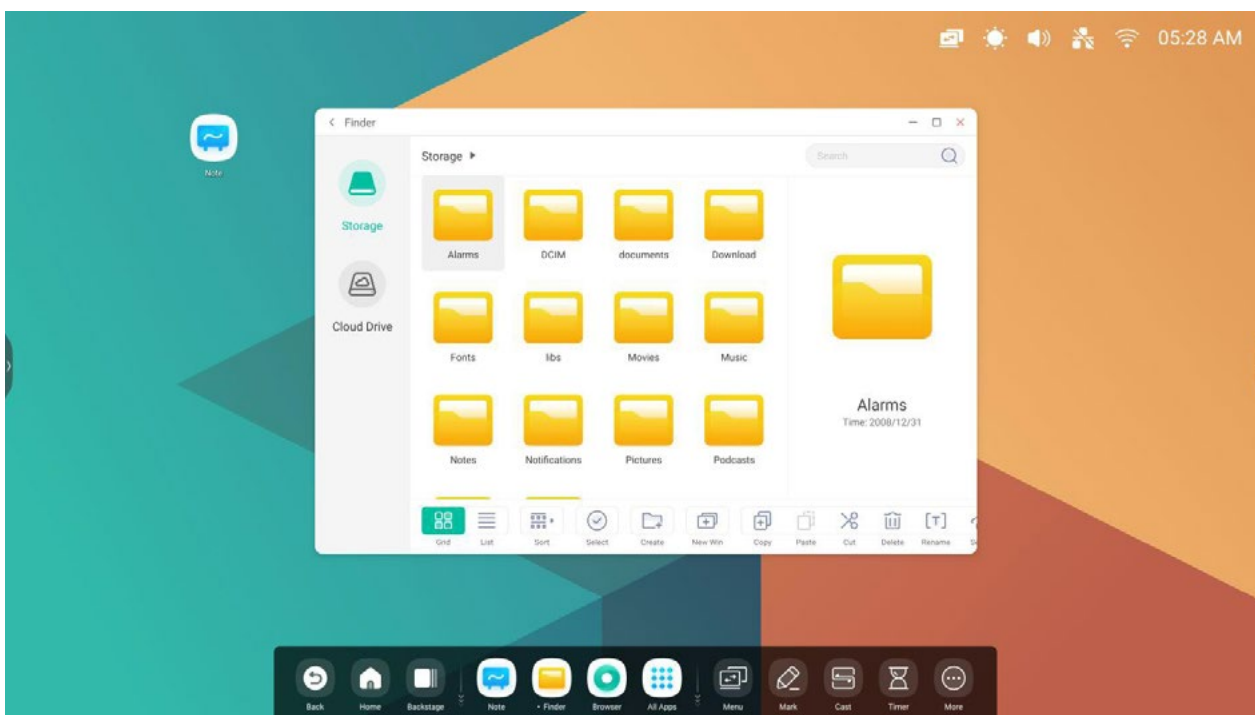 05:28 AM
Note
Finder
Storage
Search
Storage
Cloud Drive
Alarms DCIM documents Download
Fonts libs Movies Music
Notes Notifications Pictures Podcasts
Alarms
Time: 2008/12/31
Grid List Sort Select Create New Win Copy Paste Cut Delete Rename
Back Home Backstage Note • Finder Browser All Apps Menu Mark Cast Timer More